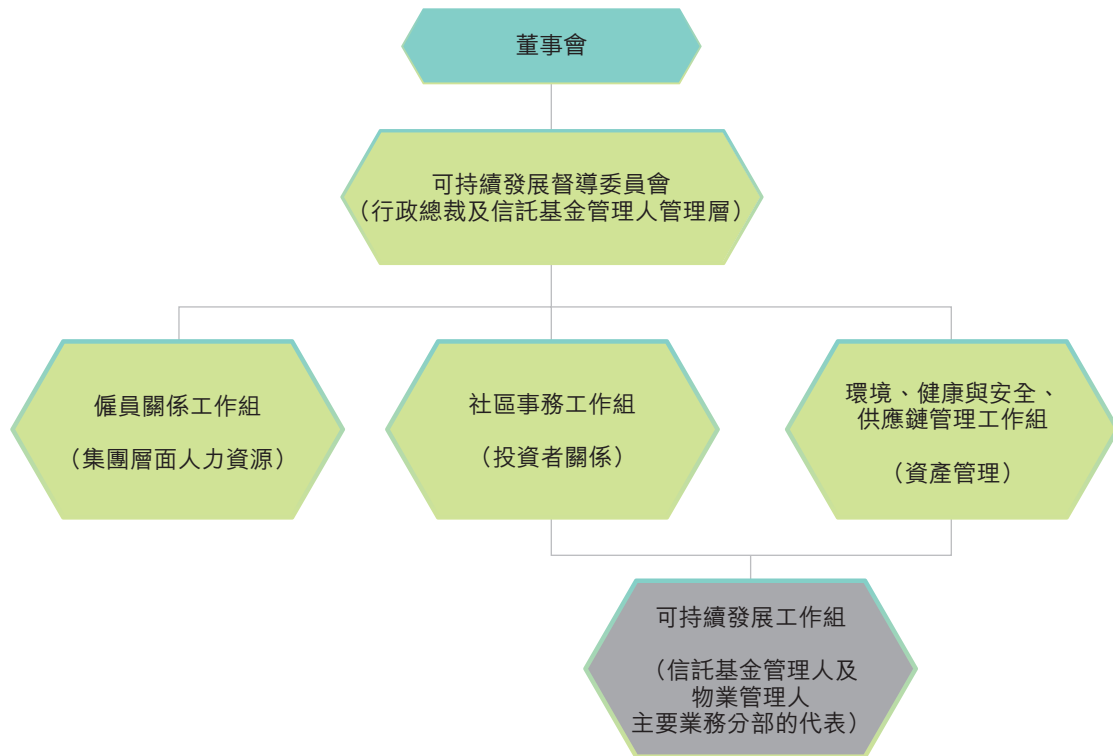 董事會
可持續發展督導委員會
（行政總裁及信託基金管理人管理層）
僱員關係工作組
（集團層面人力資源）
社區事務工作組
（投資者關係）
環境、健康與安全、
供應鏈管理工作組
（資產管理）
可持續發展工作組
（信託基金管理人及
物業管理人
主要業務分部的代表）